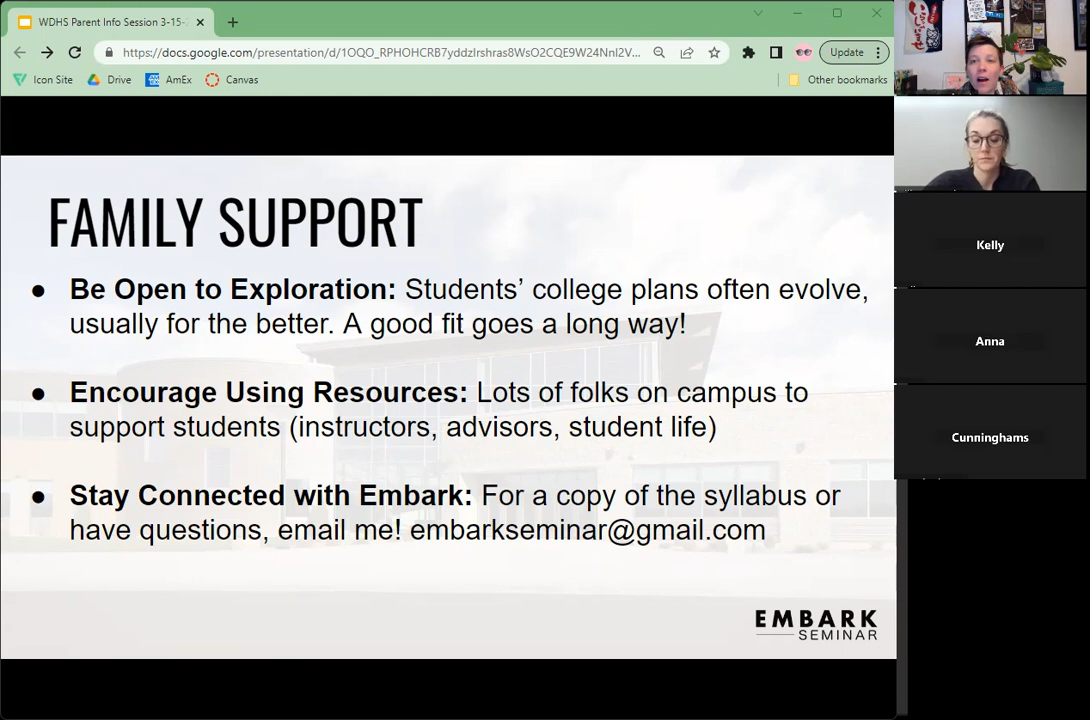 WDHS Parent Info Session 3-15-
https://docs.google.com/presentation/d/1OQO_RPHOHCRB7yddzIrshras8WsO2CQE9W24NnI2V...
Update
Icon Site
Drive
AmEx
Canvas
Other bookmarks
FAMILY SUPPORT
● Be Open to Exploration: Students’ college plans often evolve,
usually for the better. A good fit goes a long way!
● Encourage Using Resources: Lots of folks on campus to
support students (instructors, advisors, student life)
● Stay Connected with Embark: For a copy of the syllabus or
have questions, email me! embarkseminar@gmail.com
EMBARK
SEMINAR
Kelly
Anna
Cunninghams